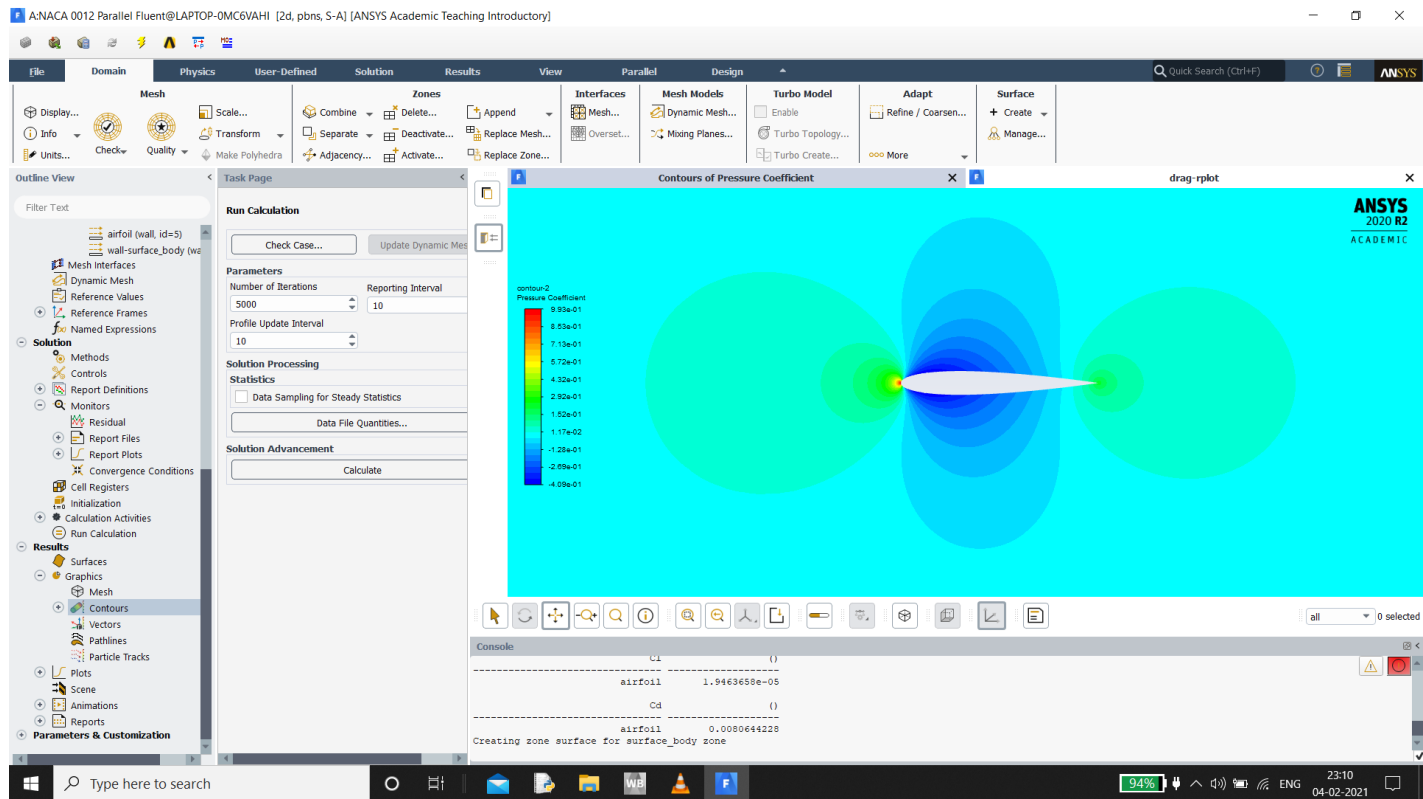 A:NACA 0012 Parallel Fluent@LAPTOP-0MC6VAHI [2d, pbns, S-A] [ANSYS Academic Teaching Introductory]
File Domain Physics User-Defined Solution Results View Parallel Design Quick Search (Ctrl+F) ANSYS
Mesh Zones Interfaces Mesh Models Turbo Model Adapt Surface
Display... Scale... Combine Delete... Append Mesh... Dynamic Mesh... Enable Refine / Coarsen... + Create
Info Transform Separate Deactivate... Replace Mesh... Overset... Mixing Planes... Turbo Topology... Manage...
Units... Check Quality Make Polyhedra Adjacency... Activate... Replace Zone... Turbo Create... More
Outline View
Filter Text
airfoil (wall, id=5)
wall-surface_body (wa
Mesh Interfaces
Dynamic Mesh
Reference Values
Reference Frames
Named Expressions
Solution
Methods
Controls
Report Definitions
Monitors
Residual
Report Files
Report Plots
Convergence Conditions
Cell Registers
Initialization
Calculation Activities
Run Calculation
Results
Surfaces
Graphics
Mesh
Contours
Vectors
Pathlines
Particle Tracks
Plots
Scene
Animations
Reports
Parameters & Customization
Task Page
Run Calculation
Check Case... Update Dynamic Mes
Parameters
Number of Iterations Reporting Interval
5000 10
Profile Update Interval
10
Solution Processing
Statistics
Data Sampling for Steady Statistics
Data File Quantities...
Solution Advancement
Calculate
Contours of Pressure Coefficient
drag-rplot
ANSYS
2020 R2
ACADEMIC
contour-2
Pressure Coefficient
9.93e-01
8.53e-01
7.13e-01
5.72e-01
4.32e-01
2.92e-01
1.52e-01
1.17e-02
-1.28e-01
-2.69e-01
-4.09e-01
all 0 selected
Console
Cl ()
-------------------------------- --------------------
airfoil 1.9463658e-05
Cd ()
-------------------------------- --------------------
airfoil 0.0080644228
Creating zone surface for surface_body zone
Type here to search
94% ENG 23:10
04-02-2021